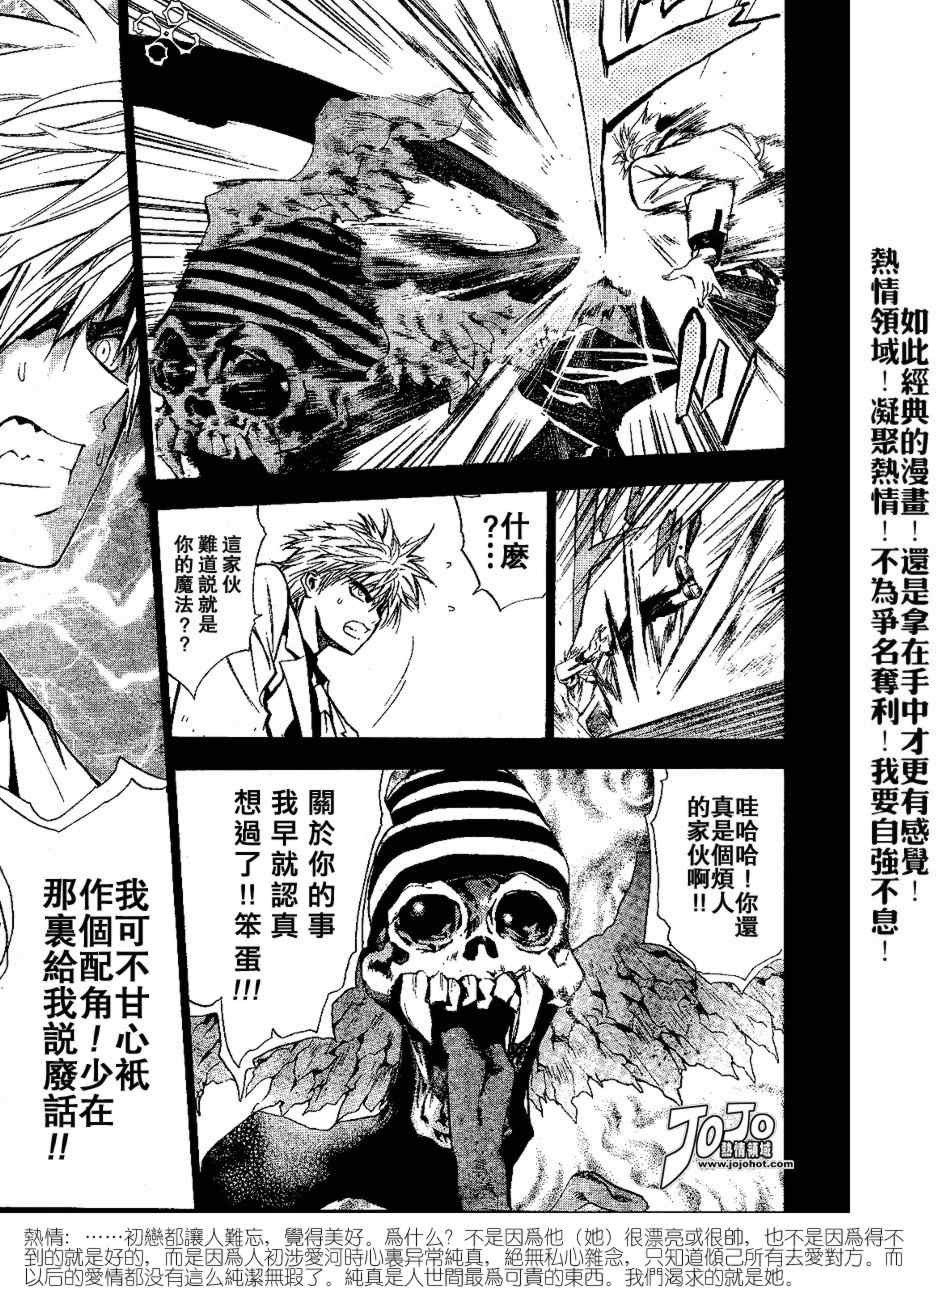 如此經典的漫畫！還是拿在手中才更有感覺！
熱情領域！凝聚熱情！不為爭名奪利！我要自強不息！
什麽
?…
這家伙
難道説就是
你的魔法??
哇哈哈!你還
真是個煩人
的家伙啊!!
關於你的事
我早就認真
想過了!!笨蛋!!!
我可不甘心祇
作個配角!少在
那裏給我説廢話!!
JOJO
熱情領域
www.jojohot.com
熱情: ……初戀都讓人難忘，覺得美好。爲什么? 不是因爲他（她）很漂亮或很帥，也不是因爲得不
到的就是好的，而是因爲人初涉愛河時心裏异常純真，絕無私心雜念，只知道傾己所有去愛對方。而
以后的愛情都没有這么純潔無瑕了。純真是人世間最爲可貴的東西。我們渴求的就是她。